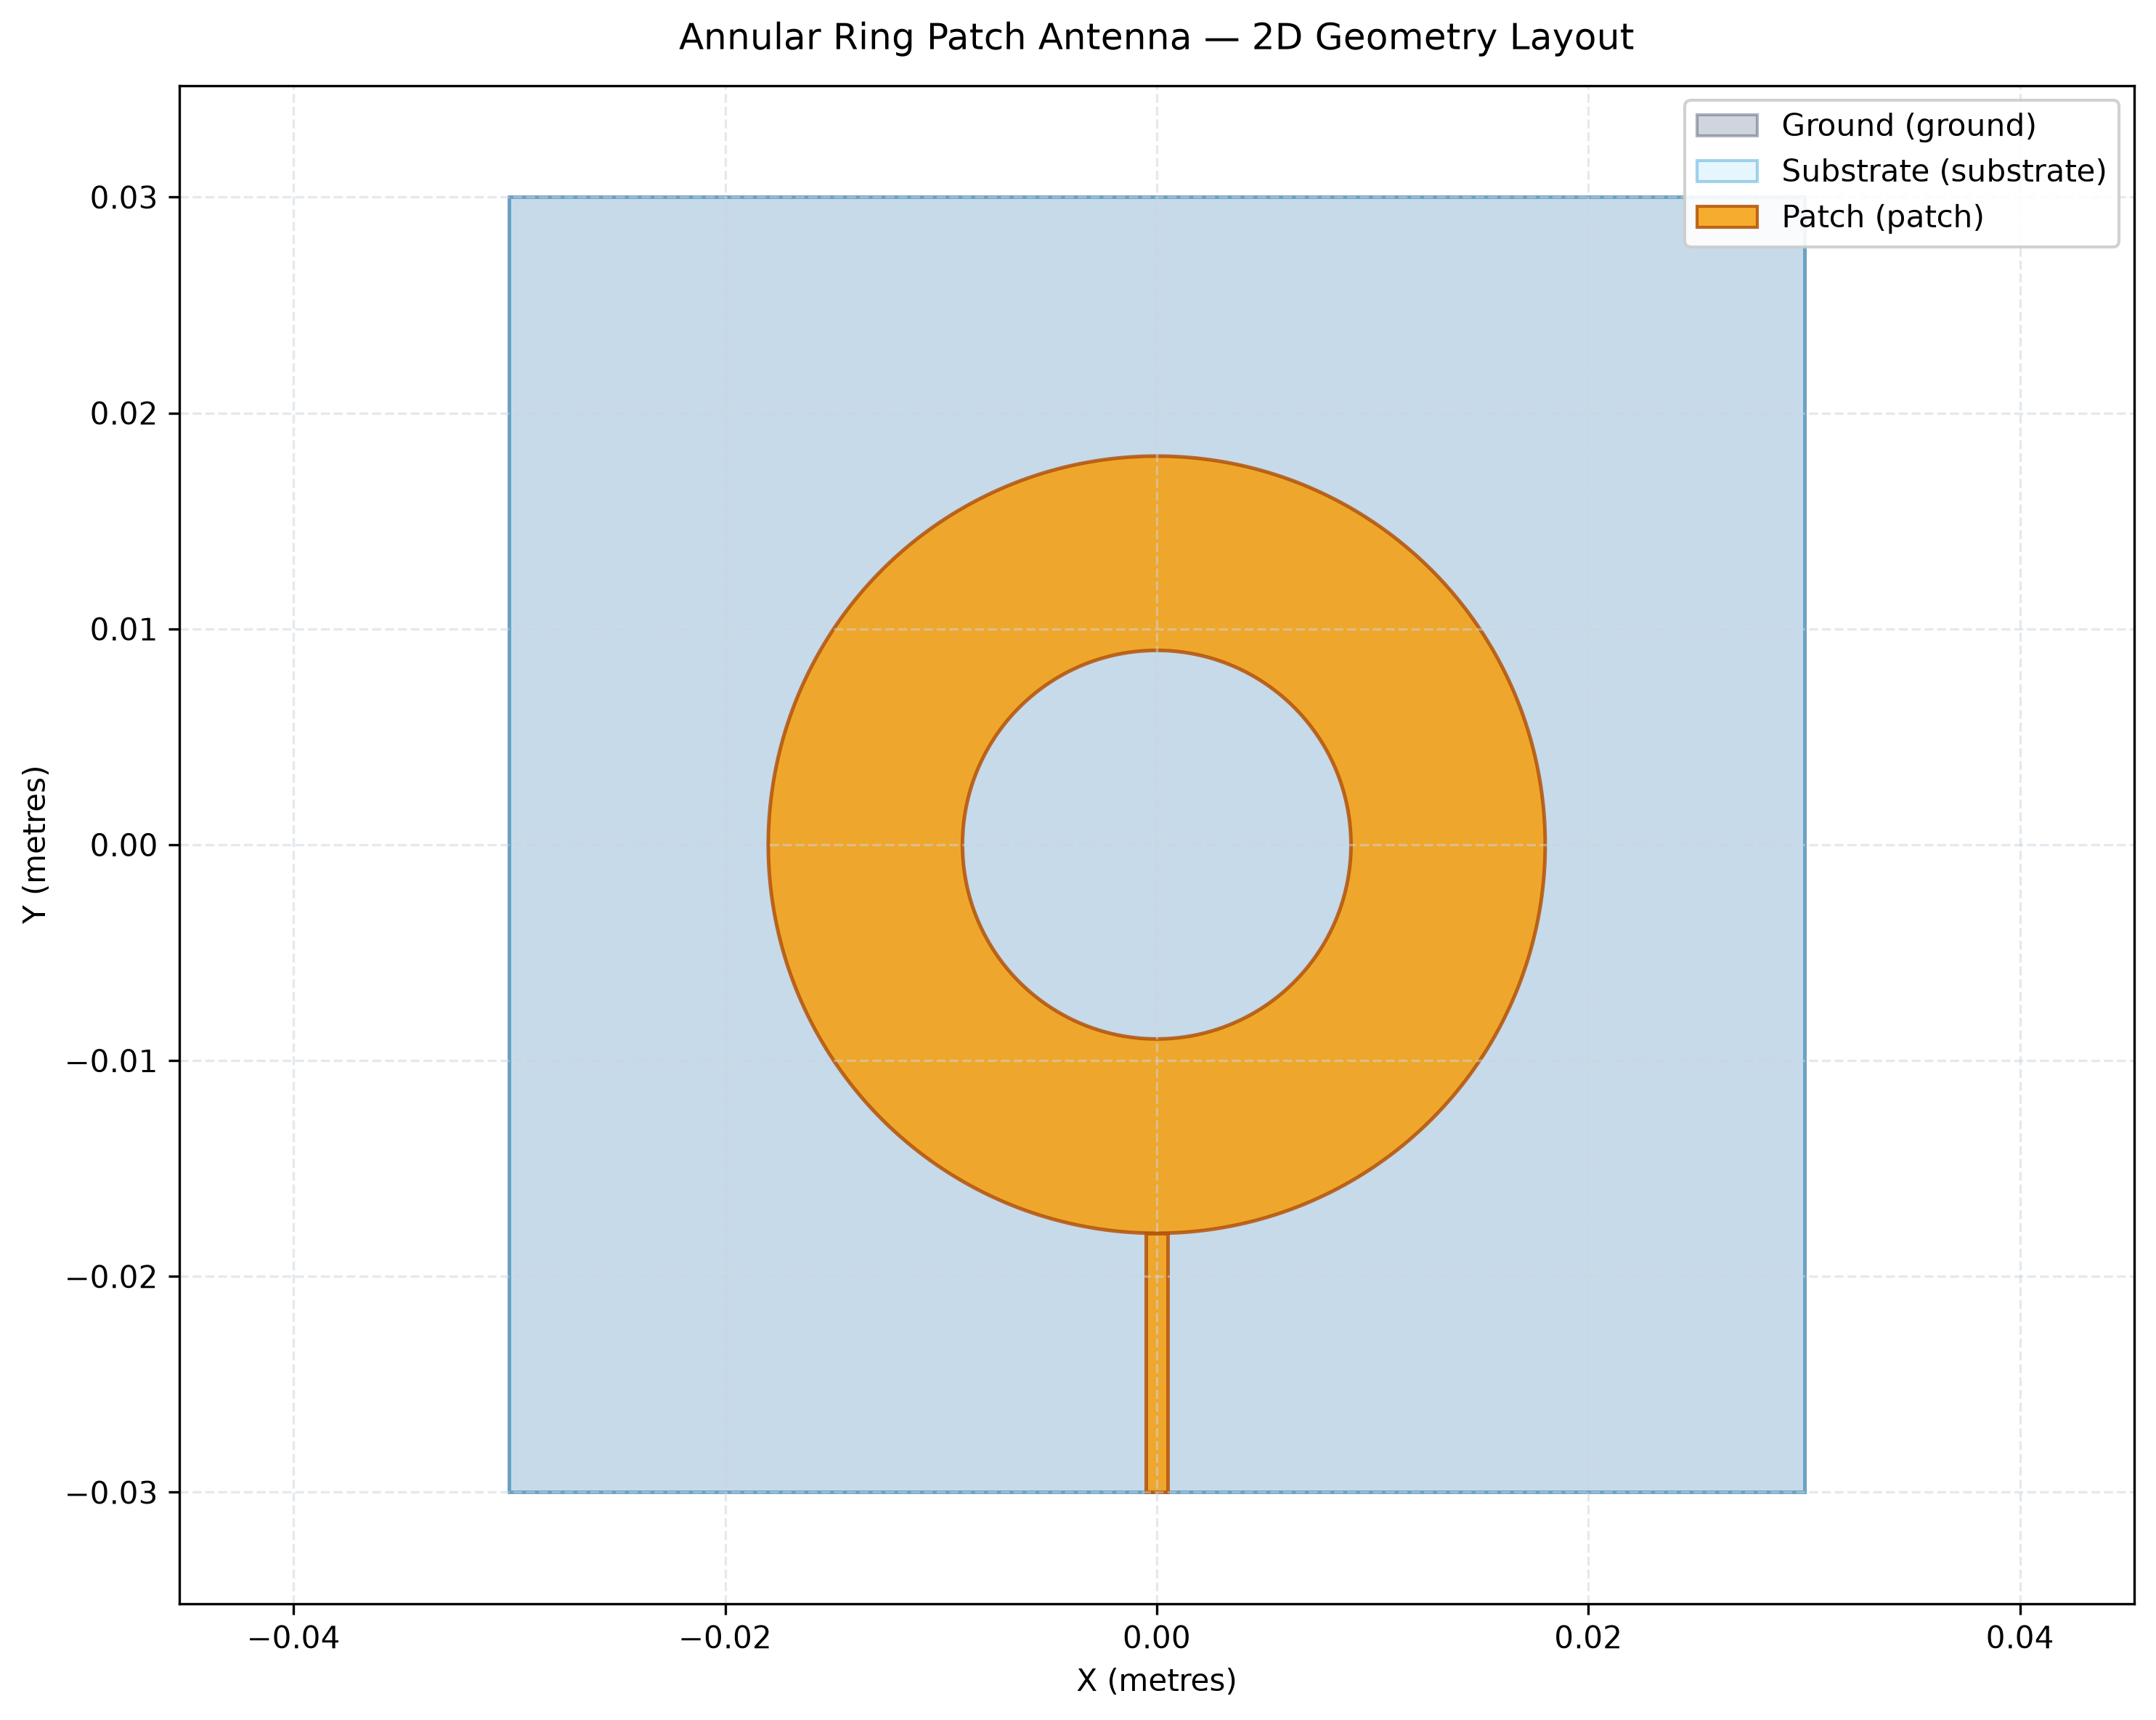 Annular Ring Patch Antenna — 2D Geometry Layout
Ground (ground)
Substrate (substrate)
Patch (patch)
0.03
0.02
0.01
0.00
−0.01
−0.02
−0.03
Y (metres)
−0.04
−0.02
0.00
0.02
0.04
X (metres)